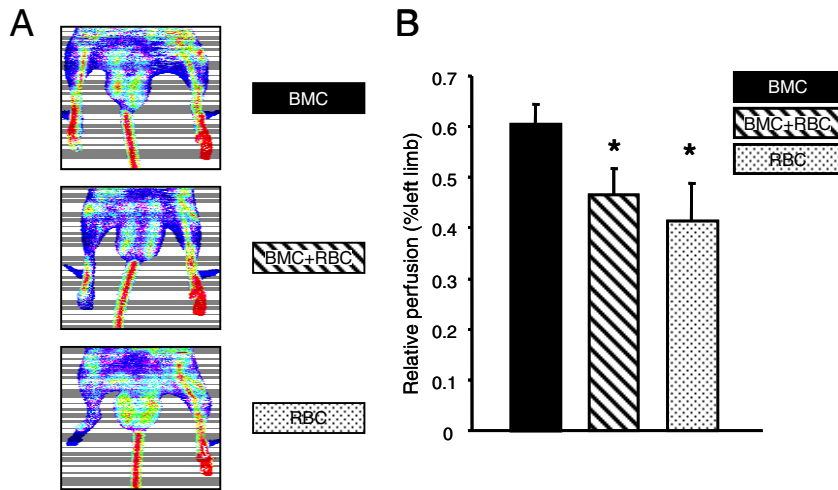 A
BMC
BMC+RBC
RBC
B
Relative perfusion (%left limb)
0.7
0.6
0.5
0.4
0.3
0.2
0.1
0
*
*
BMC
BMC+RBC
RBC